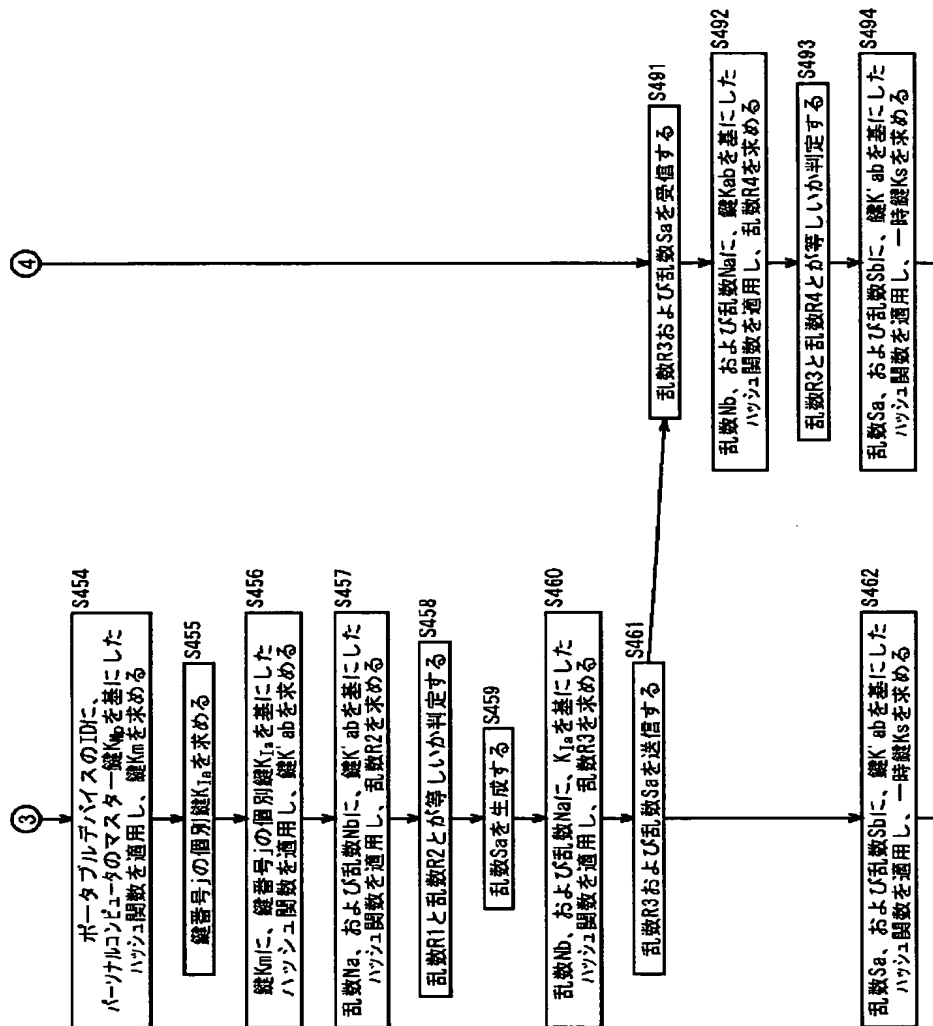 ③
S454
ポータブルデバイスのIDに、
パーソナルコンピュータのマスター鍵KMbを基にした
ハッシュ関数を適用し、鍵Kmを求める
S455
鍵番号jの個別鍵KIaを求める
S456
鍵Kmに、鍵番号jの個別鍵KIaを基にした
ハッシュ関数を適用し、鍵K'abを求める
S457
乱数Na、および乱数Nbに、鍵K'abを基にした
ハッシュ関数を適用し、乱数R2を求める
S458
乱数R1と乱数R2とが等しいか判定する
S459
乱数Saを生成する
S460
乱数Nb、および乱数Naに、KIaを基にした
ハッシュ関数を適用し、乱数R3を求める
S461
乱数R3および乱数Saを送信する
S462
乱数Sa、および乱数Sbに、鍵K'abを基にした
ハッシュ関数を適用し、一時鍵Ksを求める
④
S491
乱数R3および乱数Saを受信する
S492
乱数Nb、および乱数Naに、鍵Kabを基にした
ハッシュ関数を適用し、乱数R4を求める
S493
乱数R3と乱数R4とが等しいか判定する
S494
乱数Sa、および乱数Sbに、鍵K'abを基にした
ハッシュ関数を適用し、一時鍵Ksを求める